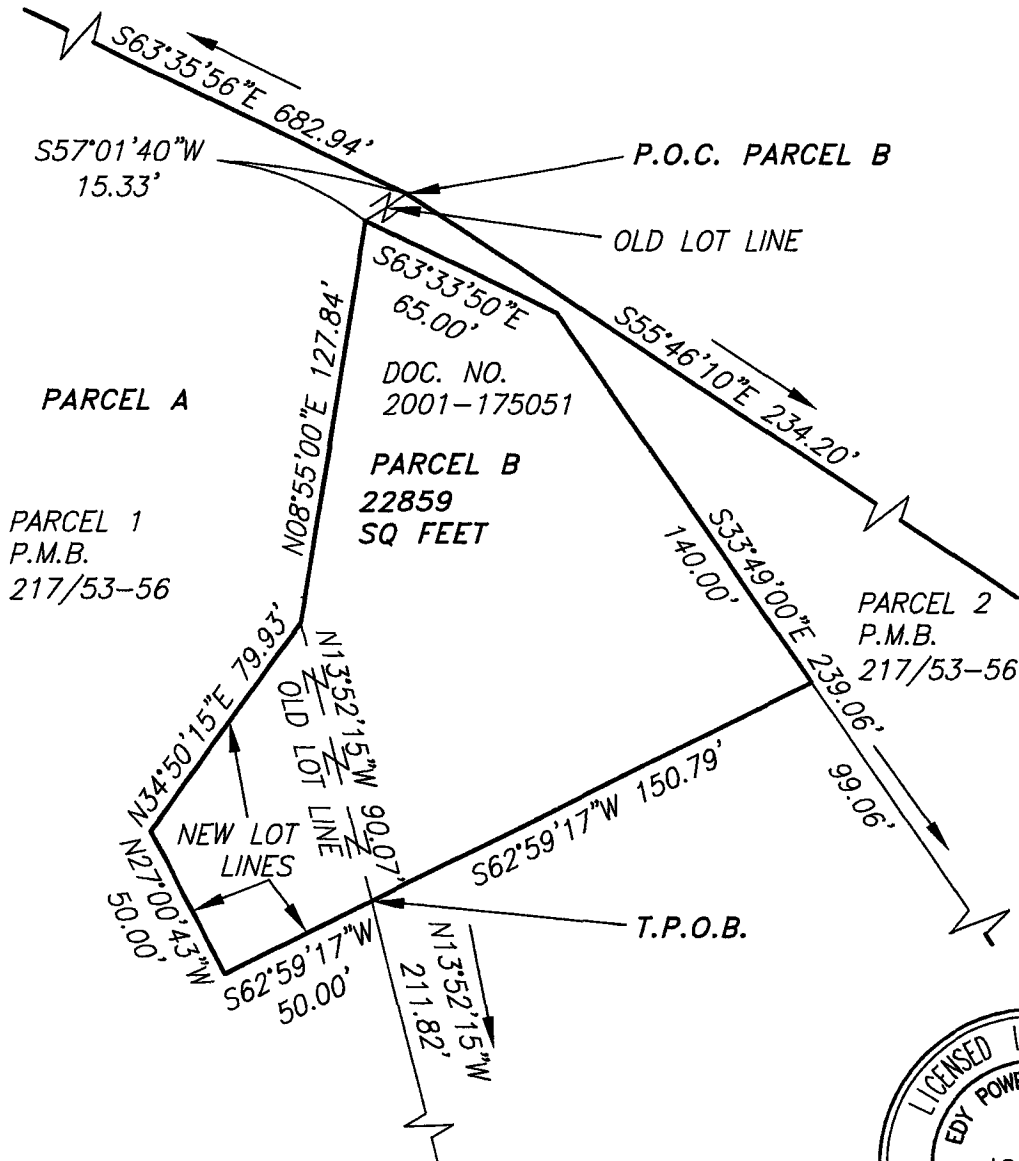 S63°35'56"E 682.94'
S57°01'40"W
15.33'
P.O.C. PARCEL B
OLD LOT LINE
S63°33'50"E
65.00'
S55°46'10"E 234.20'
N08°55'00"E 127.84'
DOC. NO.
2001-175051
PARCEL A
PARCEL B
22859
SQ FEET
PARCEL 1
P.M.B.
217/53-56
S33°49'00"E 239.06'
140.00'
99.06'
PARCEL 2
P.M.B.
217/53-56
N34°50'15"E 79.93'
N13°52'15"W 90.07'
OLD LOT LINE
NEW LOT
LINES
N27°00'43"W
50.00'
S62°59'17"W 150.79'
S62°59'17"W
50.00'
T.P.O.B.
N13°52'15"W
211.82'
LICENSED
EDY POWE